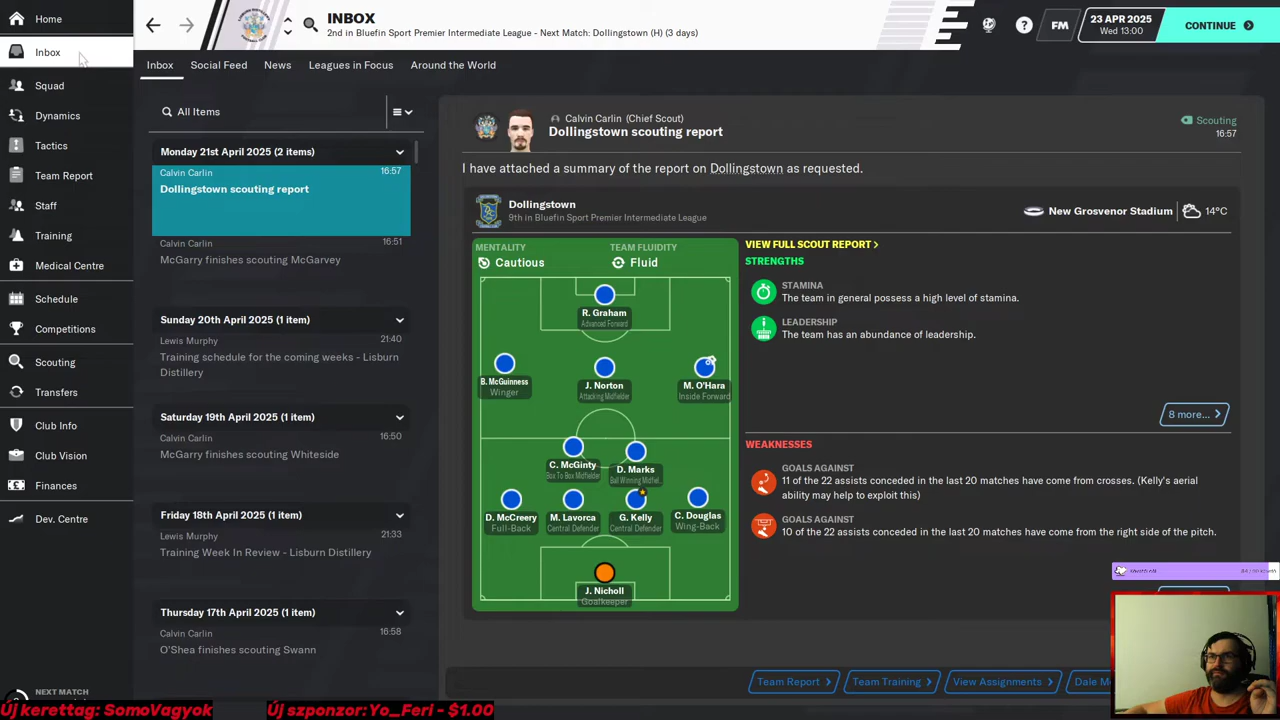 Home
INBOX
2nd in Bluefin Sport Premier Intermediate League - Next Match: Dollingstown (H) (3 days)
FM
23 APR 2025
Wed 13:00
CONTINUE
Inbox
Squad
Dynamics
Tactics
Team Report
Staff
Training
Medical Centre
Schedule
Competitions
Scouting
Transfers
Club Info
Club Vision
Finances
Dev. Centre
NEXT MATCH
Inbox Social Feed News Leagues in Focus Around the World
All Items
Monday 21st April 2025 (2 items)
Calvin Carlin 16:57
Dollingstown scouting report
Calvin Carlin 16:51
McGarry finishes scouting McGarvey
Sunday 20th April 2025 (1 item)
Lewis Murphy 21:40
Training schedule for the coming weeks - Lisburn
Distillery
Saturday 19th April 2025 (1 item)
Calvin Carlin 16:50
McGarry finishes scouting Whiteside
Friday 18th April 2025 (1 item)
Lewis Murphy 21:33
Training Week In Review - Lisburn Distillery
Thursday 17th April 2025 (1 item)
Calvin Carlin 16:58
O'Shea finishes scouting Swann
Calvin Carlin (Chief Scout)
Dollingstown scouting report
Scouting
16:57
I have attached a summary of the report on Dollingstown as requested.
Dollingstown
9th in Bluefin Sport Premier Intermediate League
New Grosvenor Stadium
14°C
MENTALITY
Cautious
TEAM FLUIDITY
Fluid
R. Graham
Advanced Forward
B. McGuinness
Winger
J. Norton
Attacking Midfielder
M. O'Hara
Inside Forward
C. McGinty
Box To Box Midfielder
D. Marks
Ball Winning Midfiel..
D. McCreery
Full-Back
M. Lavorca
Central Defender
G. Kelly
Central Defender
C. Douglas
Wing-Back
J. Nicholl
Goalkeeper
VIEW FULL SCOUT REPORT >
STRENGTHS
STAMINA
The team in general possess a high level of stamina.
LEADERSHIP
The team has an abundance of leadership.
8 more... >
WEAKNESSES
GOALS AGAINST
11 of the 22 assists conceded in the last 20 matches have come from crosses. (Kelly's aerial
ability may help to exploit this)
GOALS AGAINST
10 of the 22 assists conceded in the last 20 matches have come from the right side of the pitch.
Team Report > Team Training > View Assignments >
Új kerettag: SomoVagyok Új szponzor: Yo_Feri - $1.00